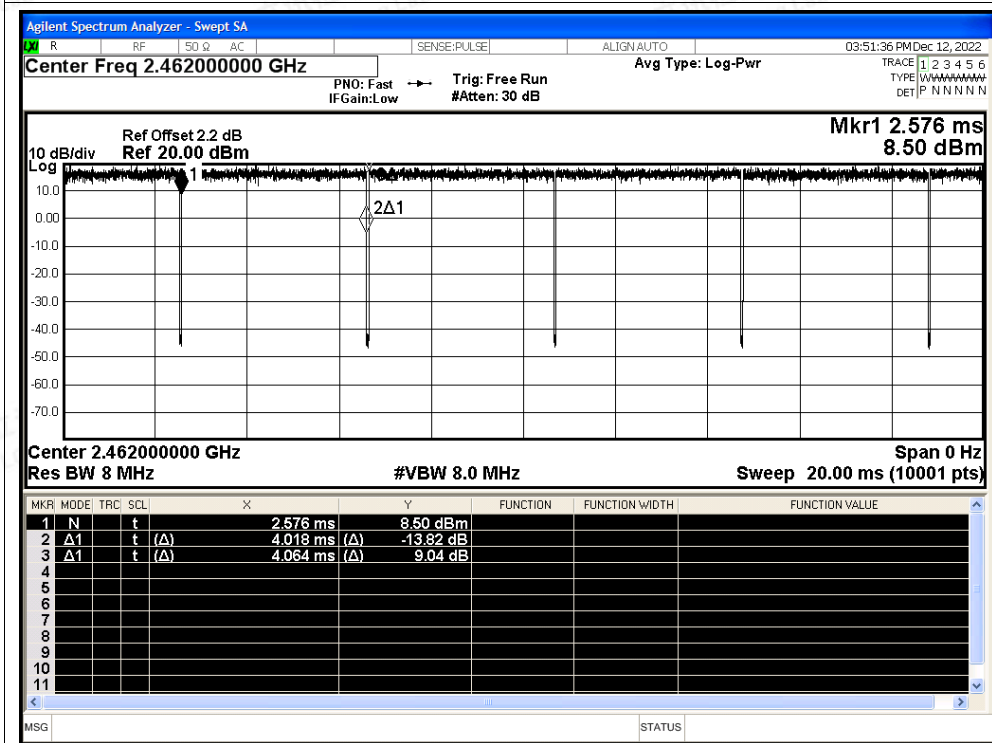 Agilent Spectrum Analyzer - Swept SA
LXI R RF 50 Ω AC SENSE:PULSE ALIGN AUTO 03:51:36 PM Dec 12, 2022
Center Freq 2.462000000 GHz
PNO: Fast
IFGain:Low
Trig: Free Run
#Atten: 30 dB
Avg Type: Log-Pwr
TRACE 1 2 3 4 5 6
TYPE
DET P N N N N N
Mkr1 2.576 ms
8.50 dBm
Ref Offset 2.2 dB
10 dB/div Ref 20.00 dBm
Log
10.0
0.00
-10.0
-20.0
-30.0
-40.0
-50.0
-60.0
-70.0
1
2Δ1
Center 2.462000000 GHz Span 0 Hz
Res BW 8 MHz #VBW 8.0 MHz Sweep 20.00 ms (10001 pts)
MKR MODE TRC SCL X Y FUNCTION FUNCTION WIDTH FUNCTION VALUE
1 N t 2.576 ms 8.50 dBm
2 Δ1 t (Δ) 4.018 ms (Δ) -13.82 dB
3 Δ1 t (Δ) 4.064 ms (Δ) 9.04 dB
4
5
6
7
8
9
10
11
MSG STATUS